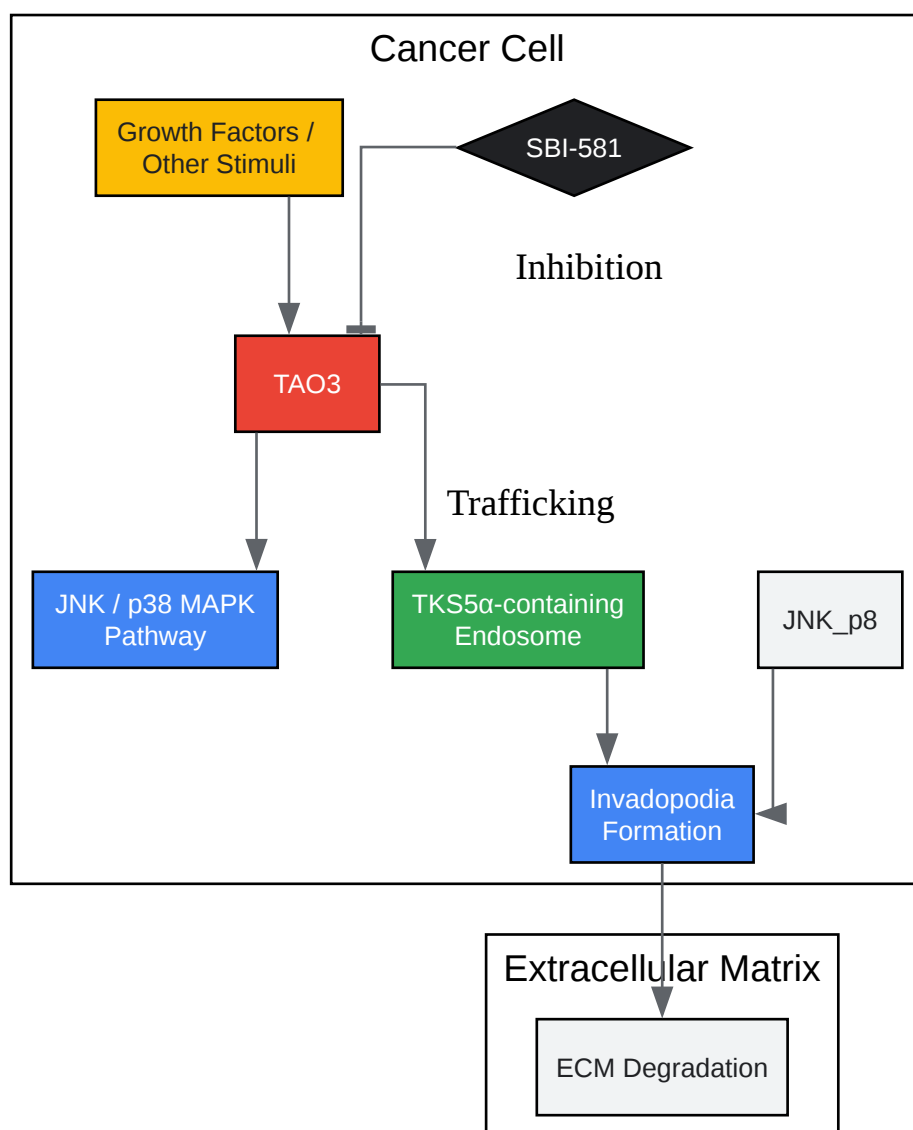 Cancer Cell
Growth Factors /
Other Stimuli
SBI-581
Inhibition
TAO3
Trafficking
JNK / p38 MAPK
Pathway
TKS5α-containing
Endosome
JNK_p8
Invadopodia
Formation
Extracellular Matrix
ECM Degradation